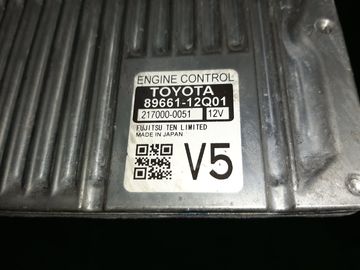 ENGINE CONTROL
TOYOTA
89661-12Q01
217000-0051 12V
FUJITSU TEN LIMITED
MADE IN JAPAN
V5